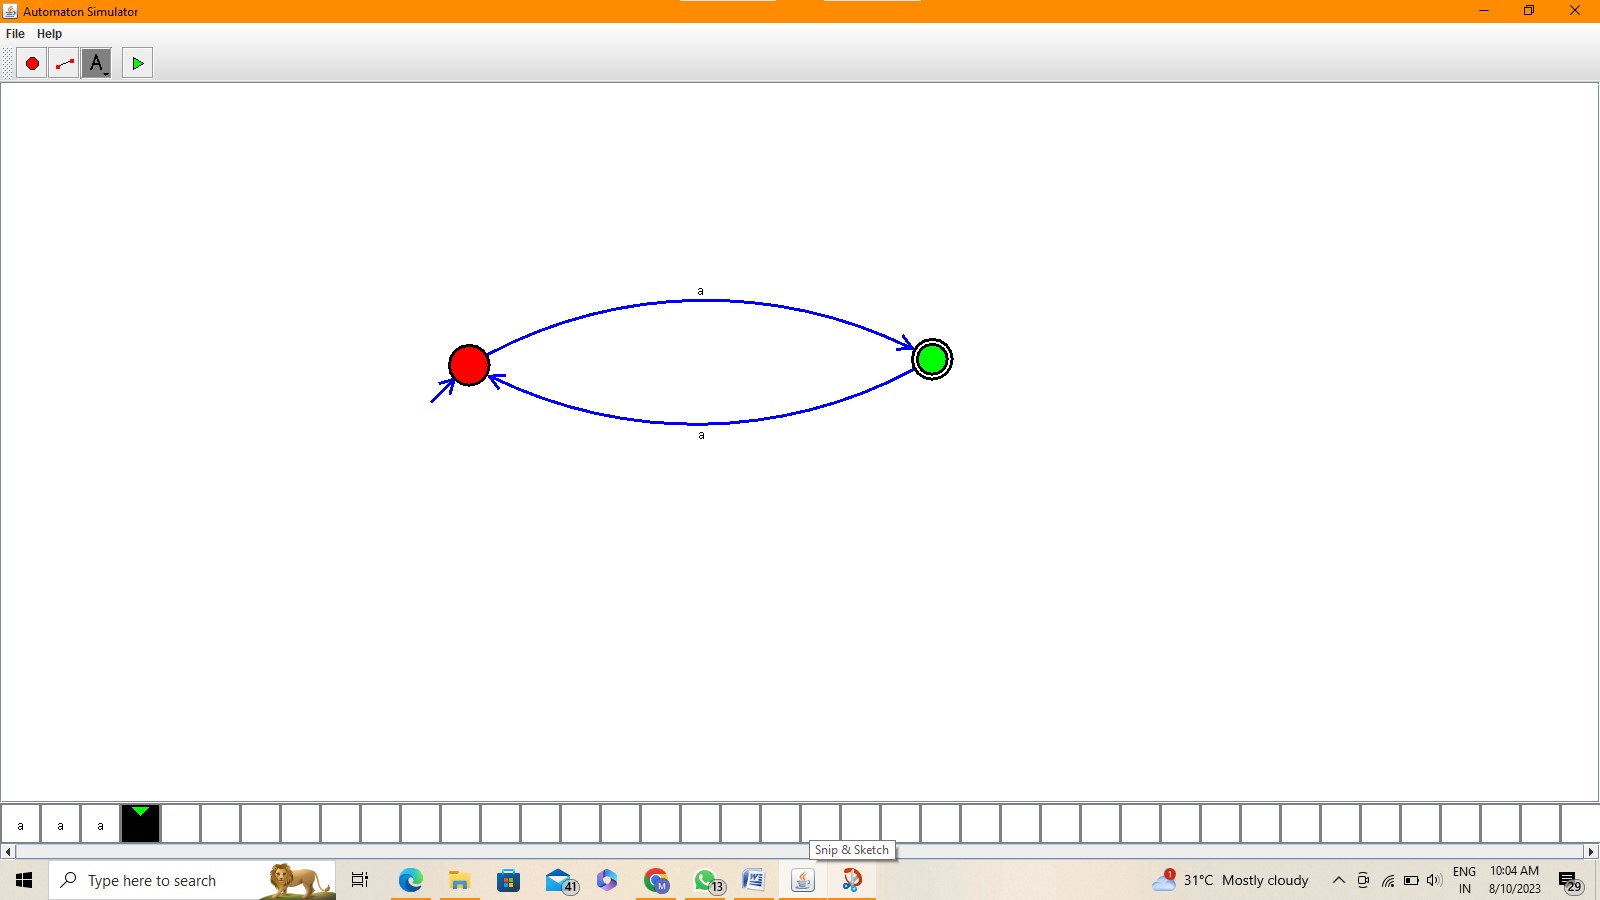 Automaton Simulator
File Help
A
a
a
a a a
Snip & Sketch
Type here to search
41
M
13
W
1
31°C Mostly cloudy
ENG
IN
10:04 AM
8/10/2023
29